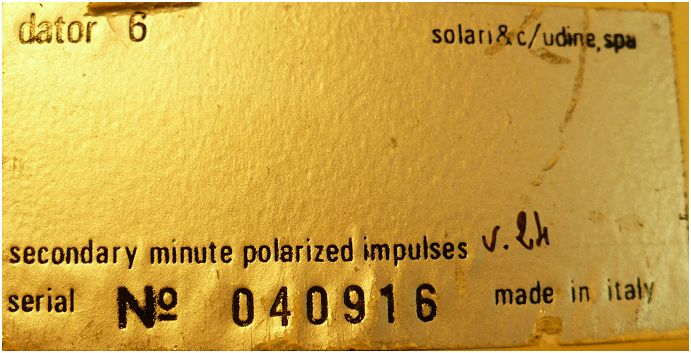 dator 6 solari & c/udine, spa
secondary minute polarized impulses v. 24
serial No 040916 made in italy